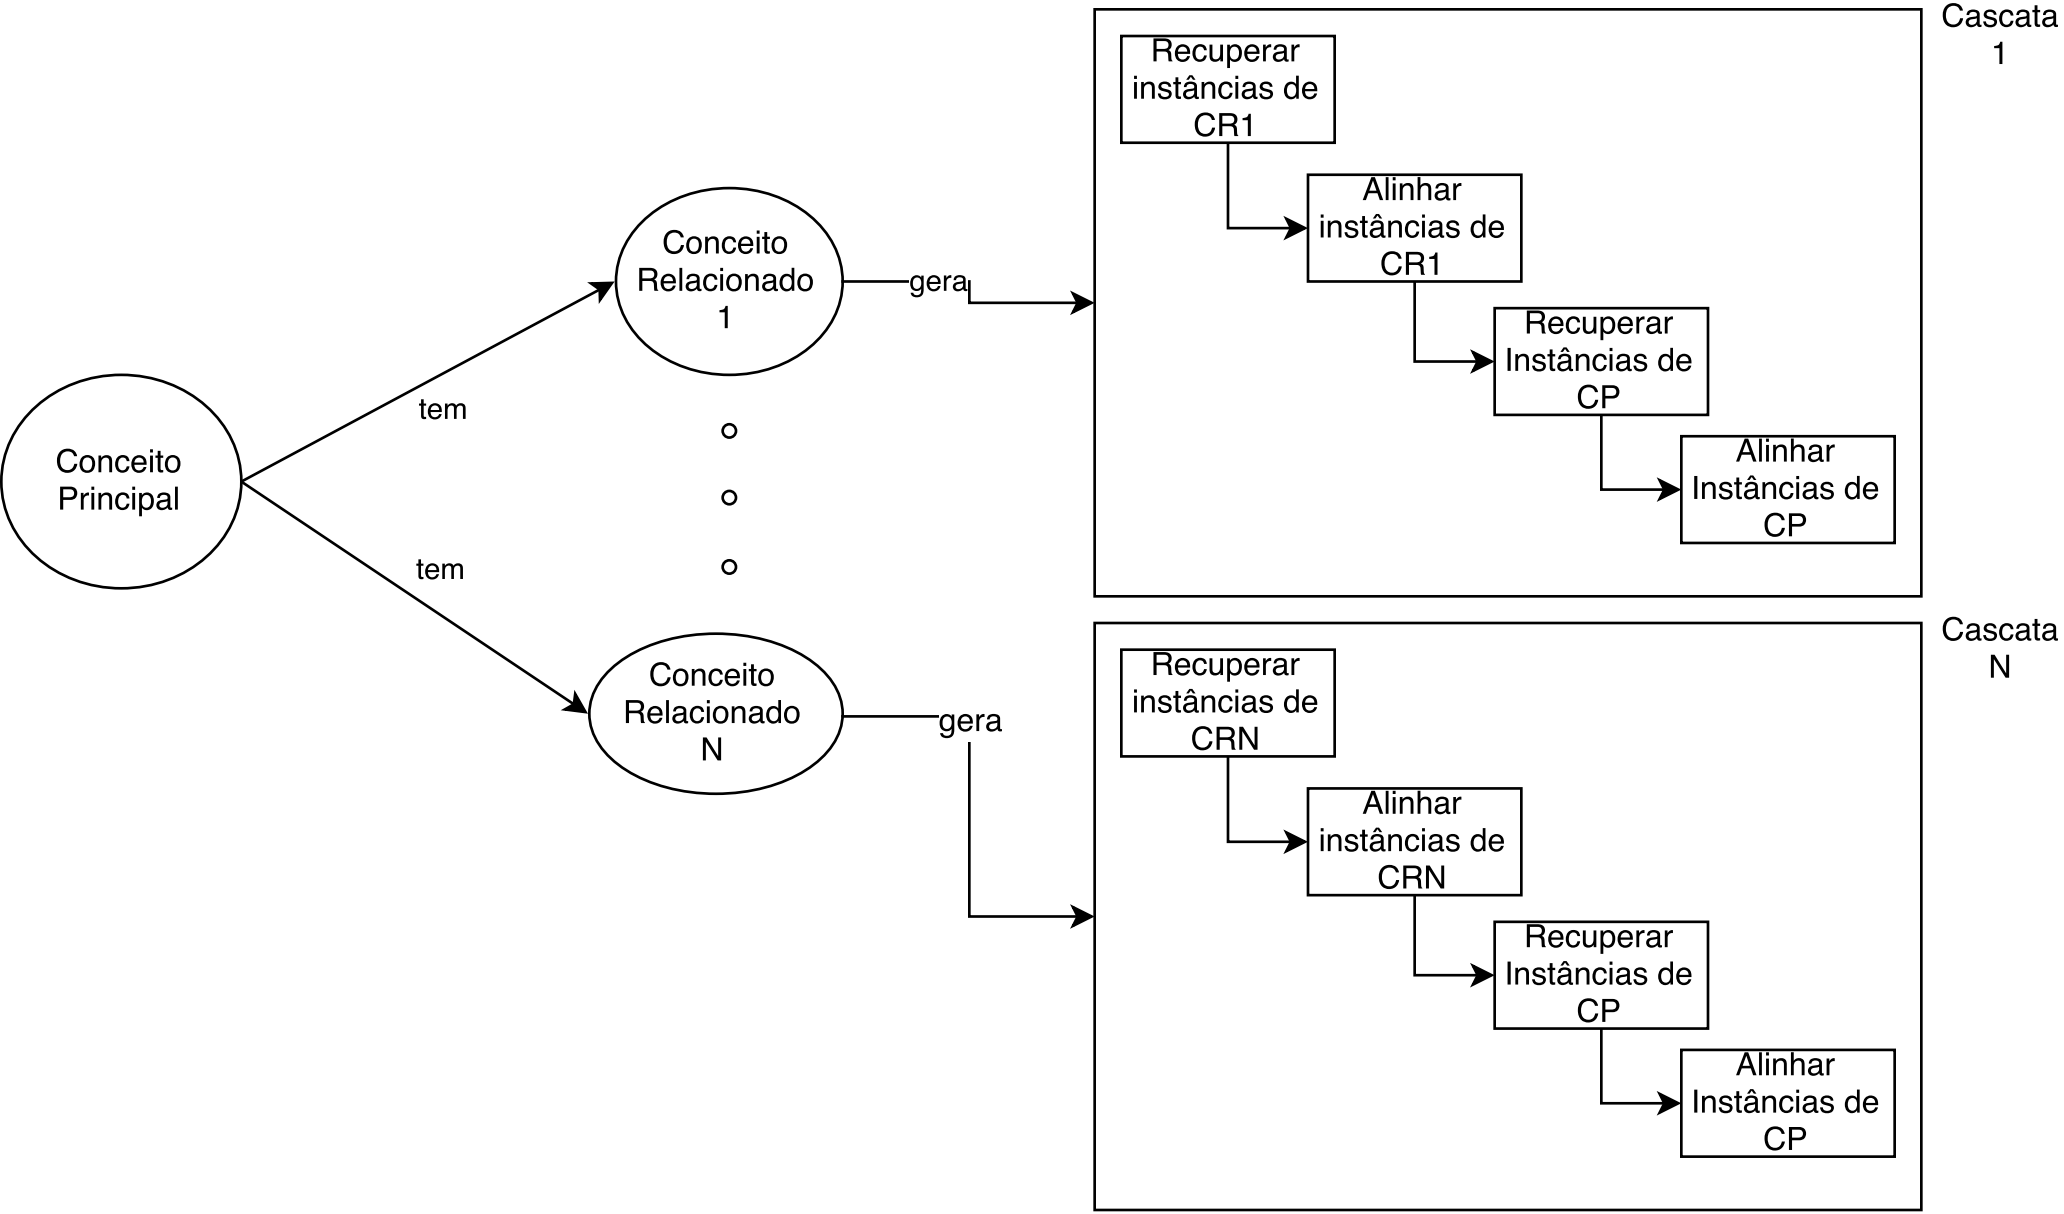 Conceito
Principal
tem
tem
Conceito
Relacionado
1
Conceito
Relacionado
N
gera
gera
Cascata
1
Recuperar
instâncias de
CR1
Alinhar
instâncias de
CR1
Recuperar
Instâncias de
CP
Alinhar
Instâncias de
CP
Cascata
N
Recuperar
instâncias de
CRN
Alinhar
instâncias de
CRN
Recuperar
Instâncias de
CP
Alinhar
Instâncias de
CP